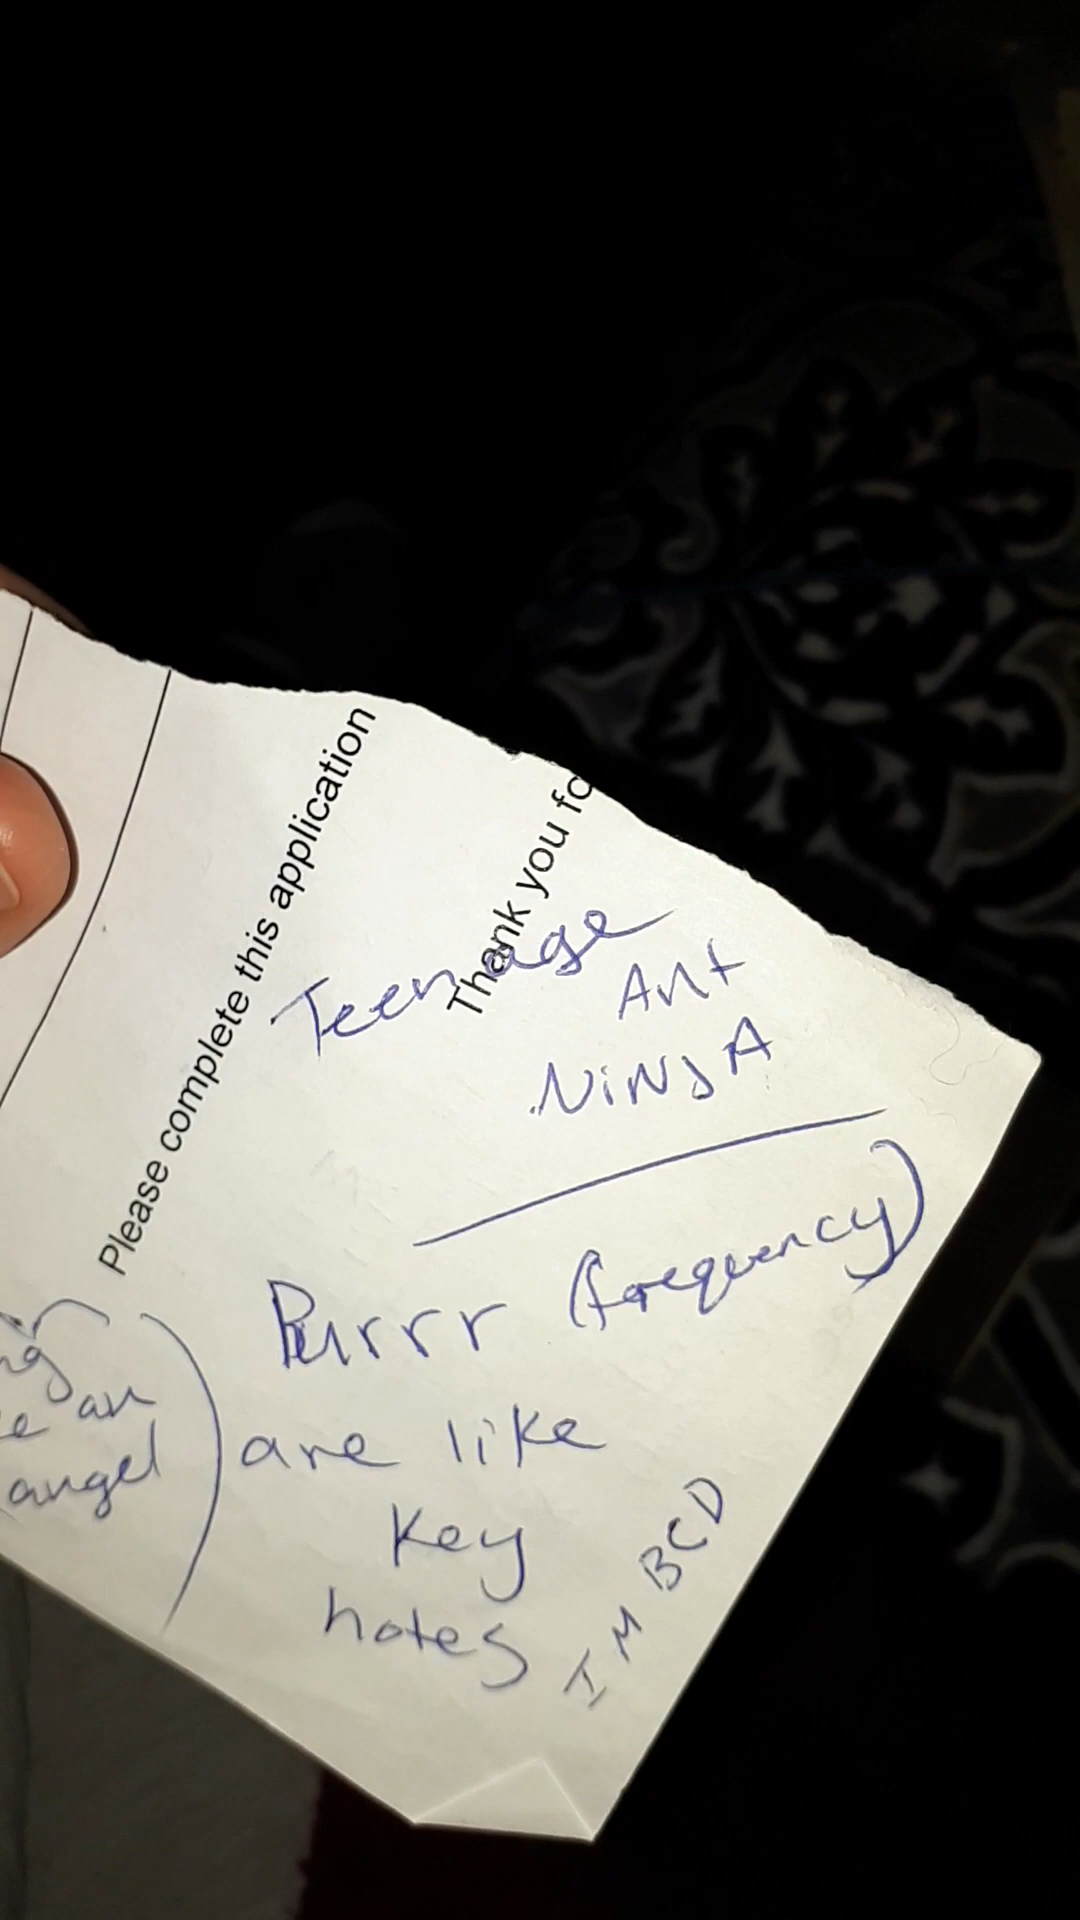 Please complete this application
Thank you fo
Teenage
Ant
NiNjA
Purrr (frequency)
are like
key
notes
I M BCD
an
angel